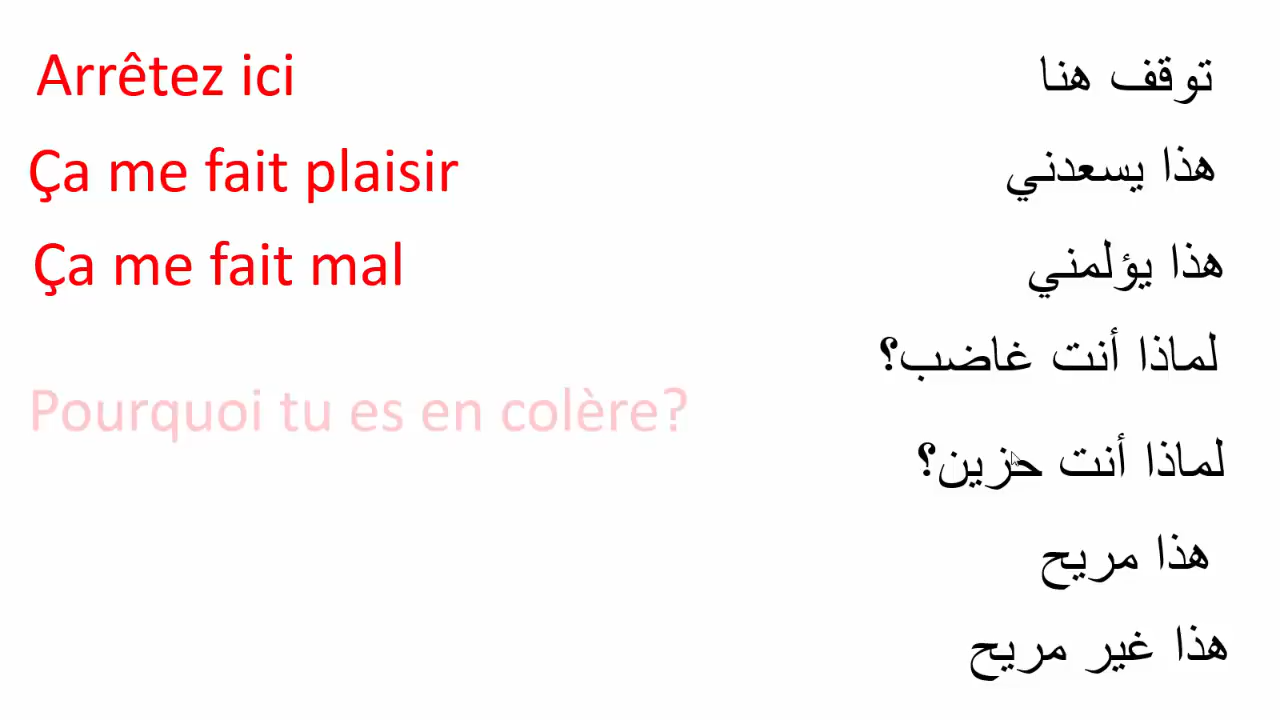 Arrêtez ici
توقف هنا
Ça me fait plaisir
هذا يسعدني
Ça me fait mal
هذا يؤلمني
لماذا أنت غاضب؟
Pourquoi tu es en colère?
لماذا أنت حزين؟
هذا مريح
هذا غير مريح